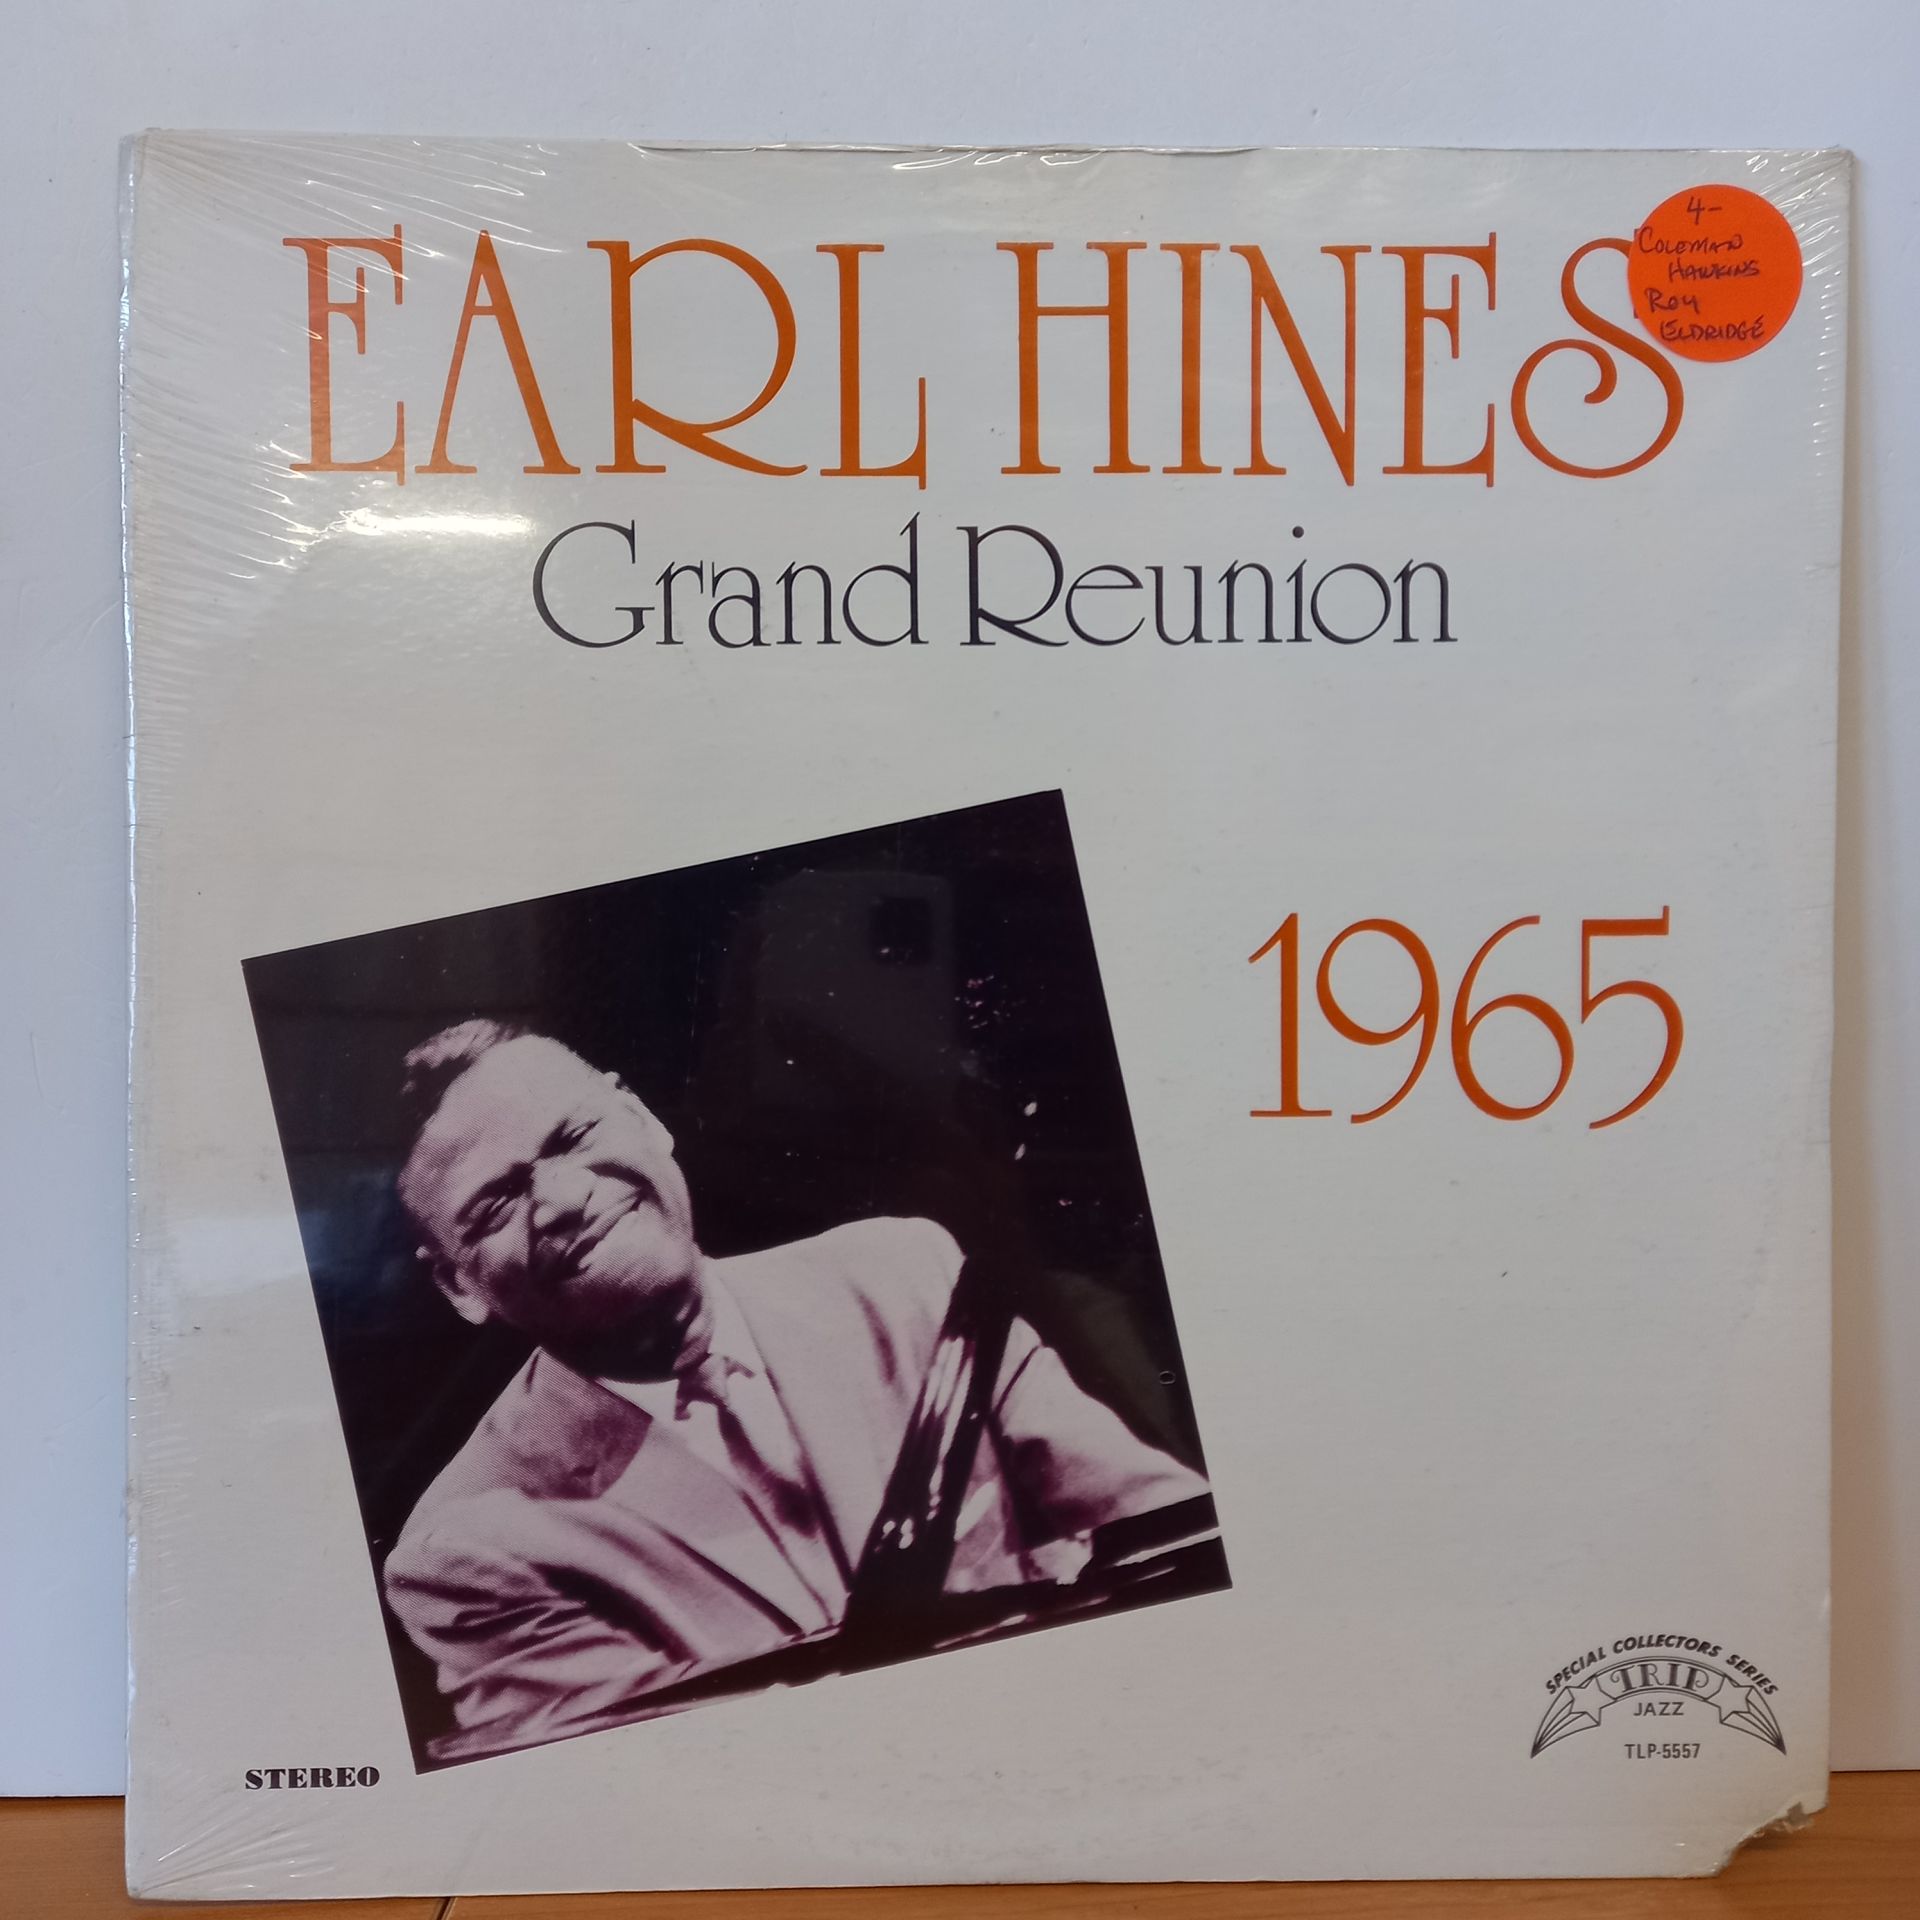 EARL HINES
4-
COLEMAN
HAWKINS
ROY
ELDRIDGE
Grand Reunion
1965
SPECIAL COLLECTORS SERIES
TRIP
JAZZ
TLP-5557
STEREO